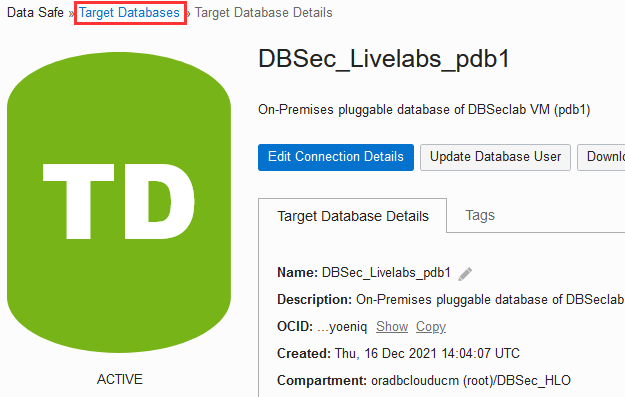 Data Safe » Target Databases » Target Database Details
TD
ACTIVE
DBSec_Livelabs_pdb1
On-Premises pluggable database of DBSeclab VM (pdb1)
Edit Connection Details Update Database User Downlo
Target Database Details Tags
Name: DBSec_Livelabs_pdb1
Description: On-Premises pluggable database of DBSeclab
OCID: ...yoeniq Show Copy
Created: Thu, 16 Dec 2021 14:04:07 UTC
Compartment: oradbclouducm (root)/DBSec_HLO